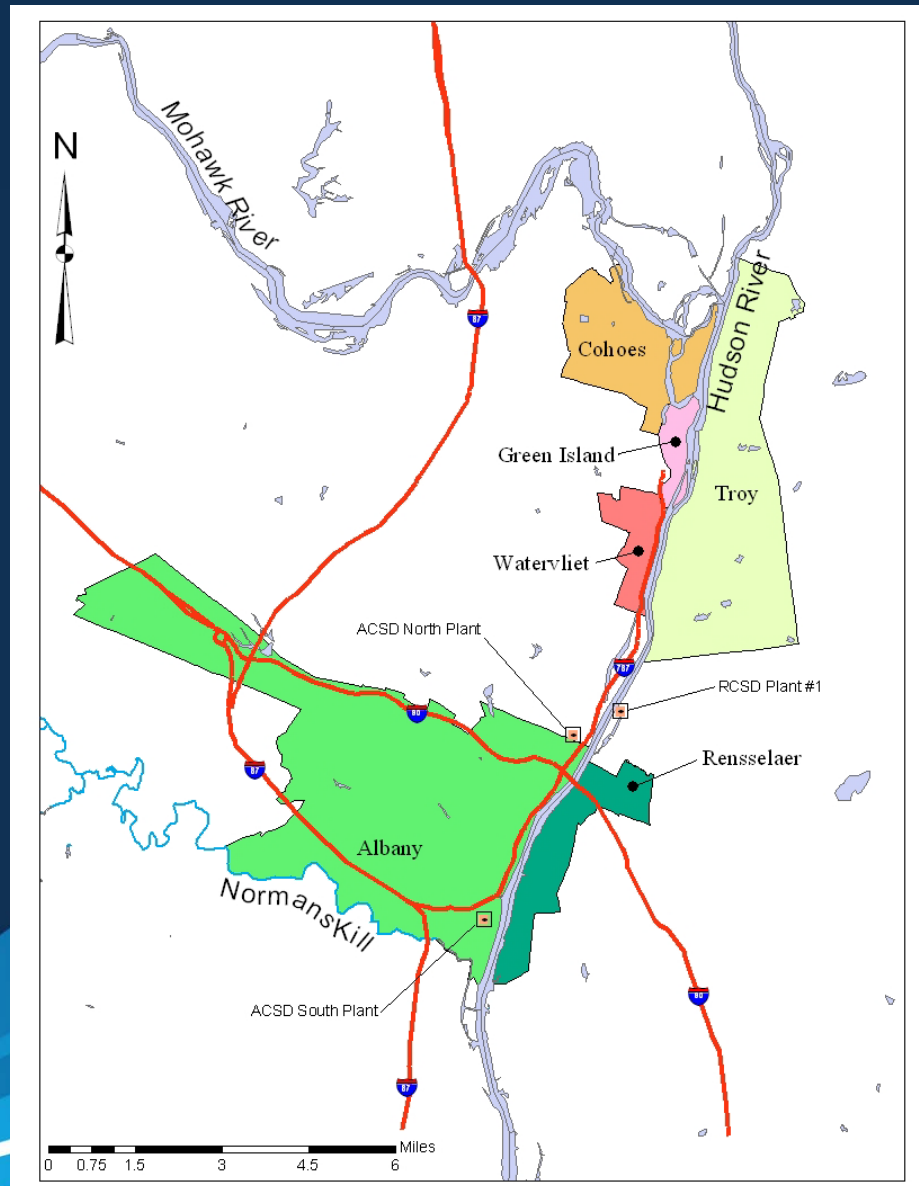 Mohawk River
N
87
Cohoes
Hudson River
Green Island
Troy
Watervliet
ACSD North Plant
787
RCSD Plant #1
90
Rensselaer
87
Albany
NormansKill
ACSD South Plant
90
87
Miles
0 0.75 1.5 3 4.5 6